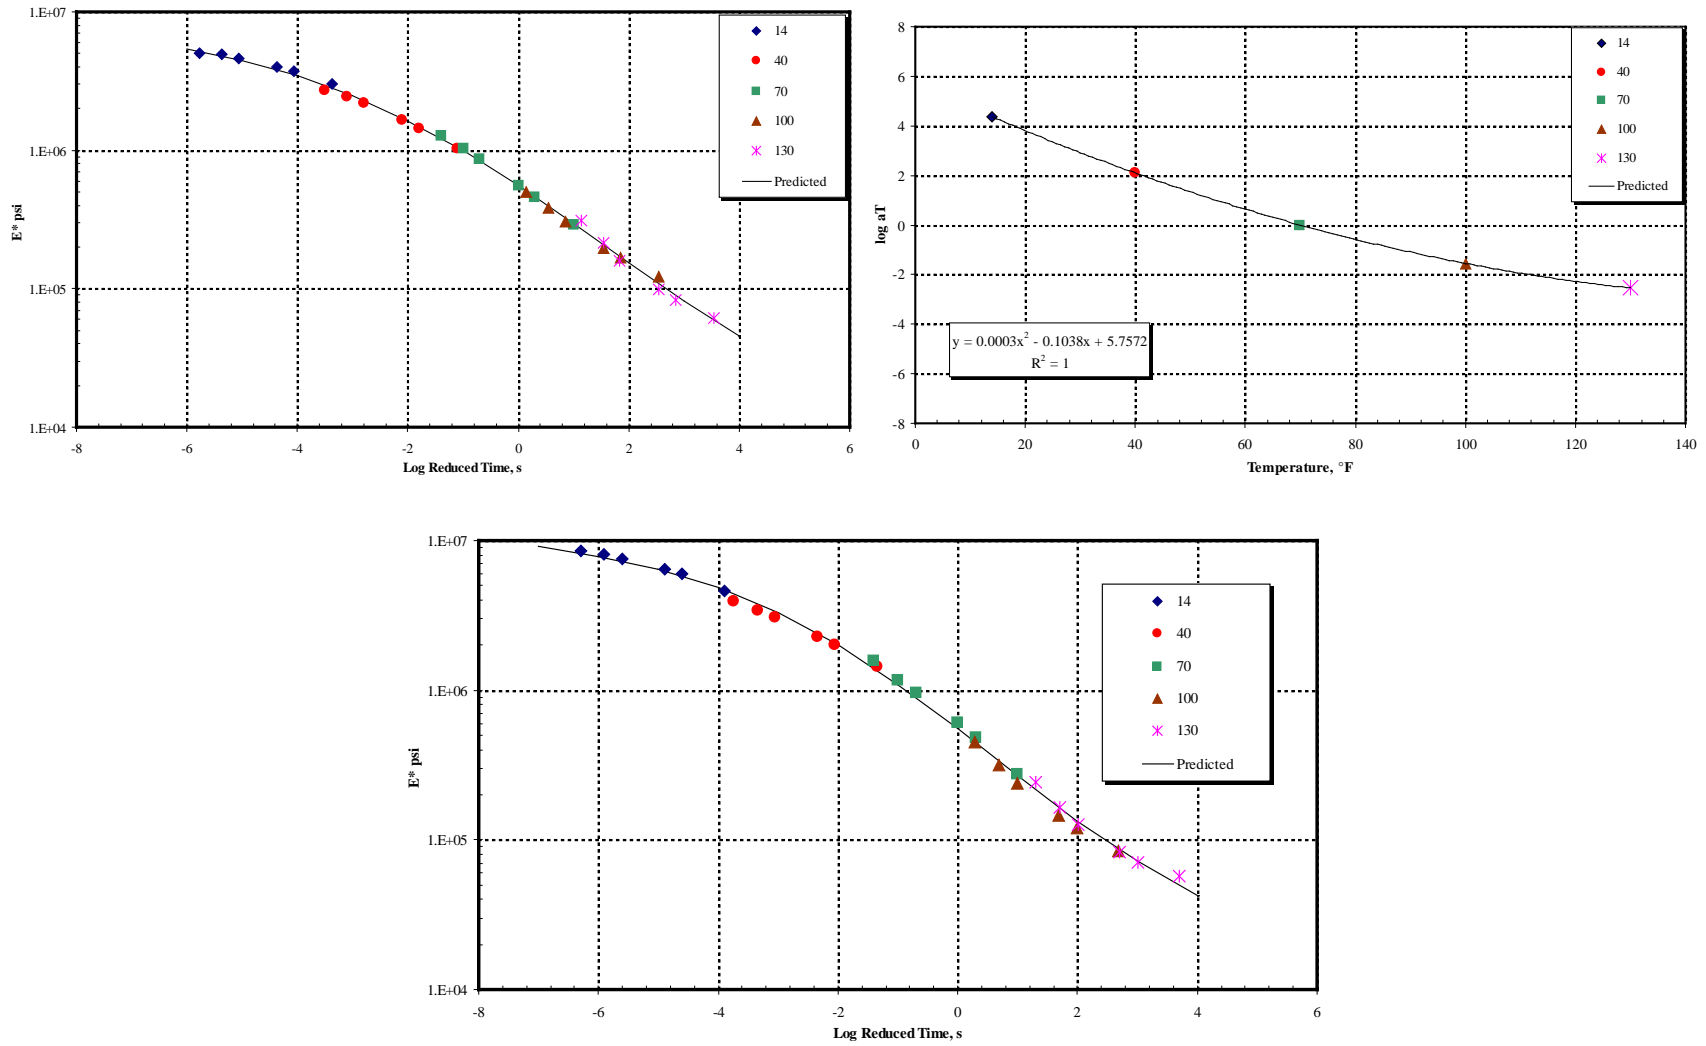 1.E+07
1.E+06
1.E+05
1.E+04
E* psi
-8 -6 -4 -2 0 2 4 6
Log Reduced Time, s
14
40
70
100
130
Predicted
8
6
4
2
0
-2
-4
-6
-8
log aT
0 20 40 60 80 100 120 140
Temperature, °F
y = 0.0003x² - 0.1038x + 5.7572
R² = 1
14
40
70
100
130
Predicted
1.E+07
1.E+06
1.E+05
1.E+04
E* psi
-8 -6 -4 -2 0 2 4 6
Log Reduced Time, s
14
40
70
100
130
Predicted